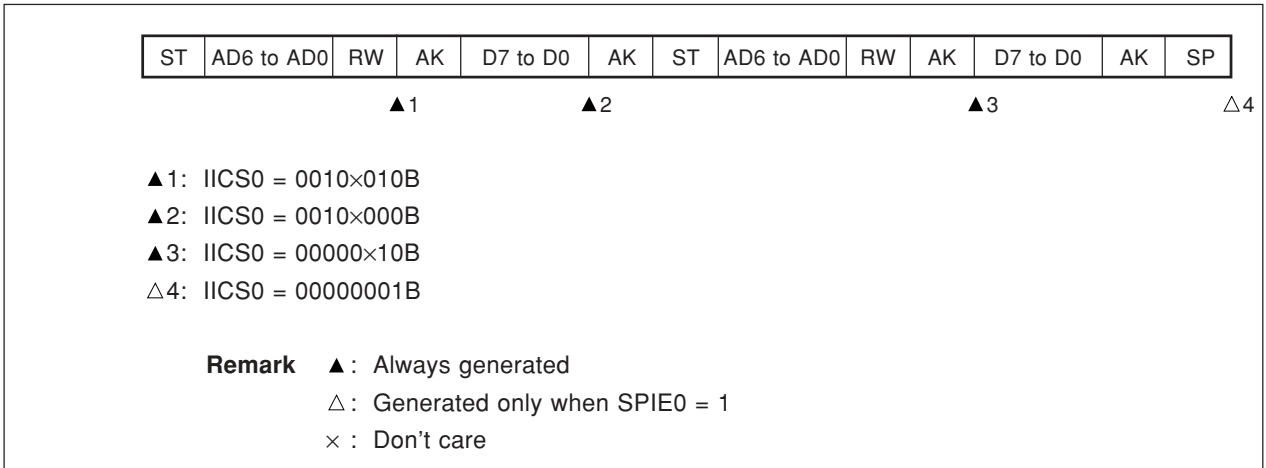 ST AD6 to AD0 RW AK D7 to D0 AK ST AD6 to AD0 RW AK D7 to D0 AK SP
▲1 ▲2 ▲3 △4
▲1: IICS0 = 0010×010B
▲2: IICS0 = 0010×000B
▲3: IICS0 = 00000×10B
△4: IICS0 = 00000001B
Remark ▲: Always generated
△: Generated only when SPIE0 = 1
×: Don't care